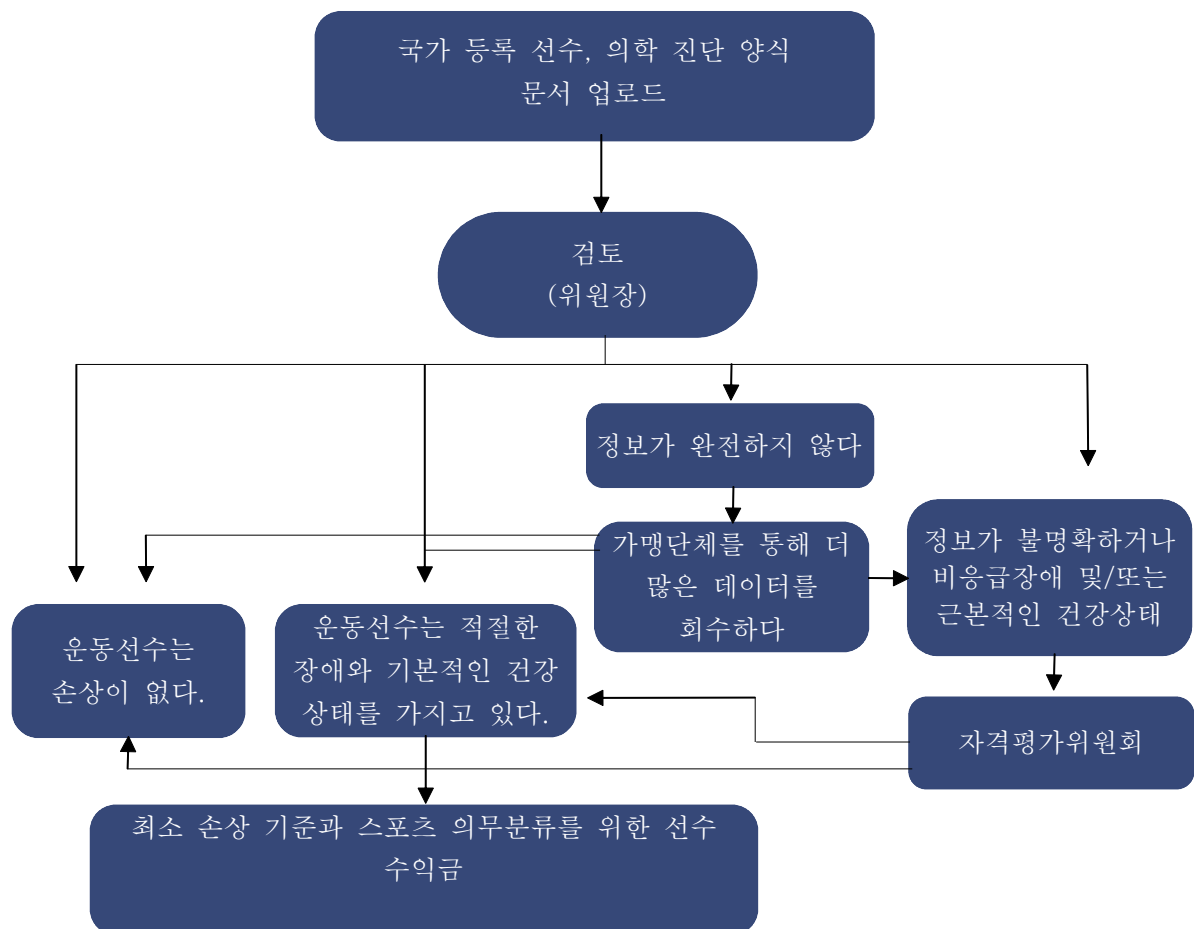 국가 등록 선수, 의학 진단 양식
문서 업로드
검토
(위원장)
정보가 완전하지 않다
가맹단체를 통해 더
많은 데이터를
회수하다
정보가 불명확하거나
비응급장애 및/또는
근본적인 건강상태
운동선수는
손상이 없다.
운동선수는 적절한
장애와 기본적인 건강
상태를 가지고 있다.
자격평가위원회
최소 손상 기준과 스포츠 의무분류를 위한 선수
수익금